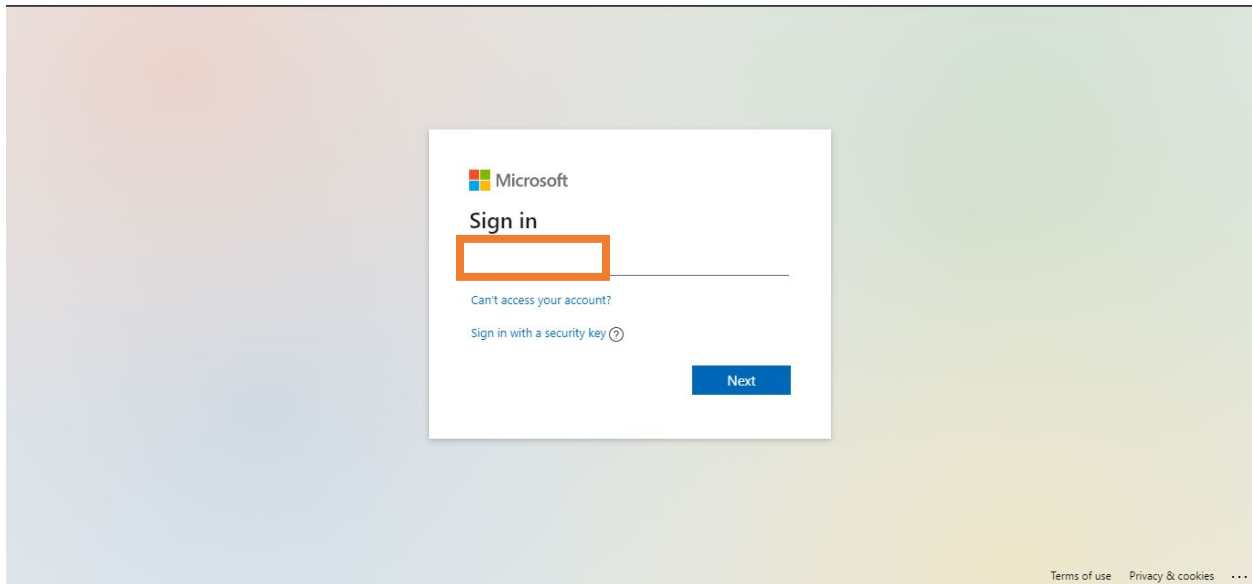 Microsoft
Sign in
Can't access your account?
Sign in with a security key
Next
Terms of use Privacy & cookies ...